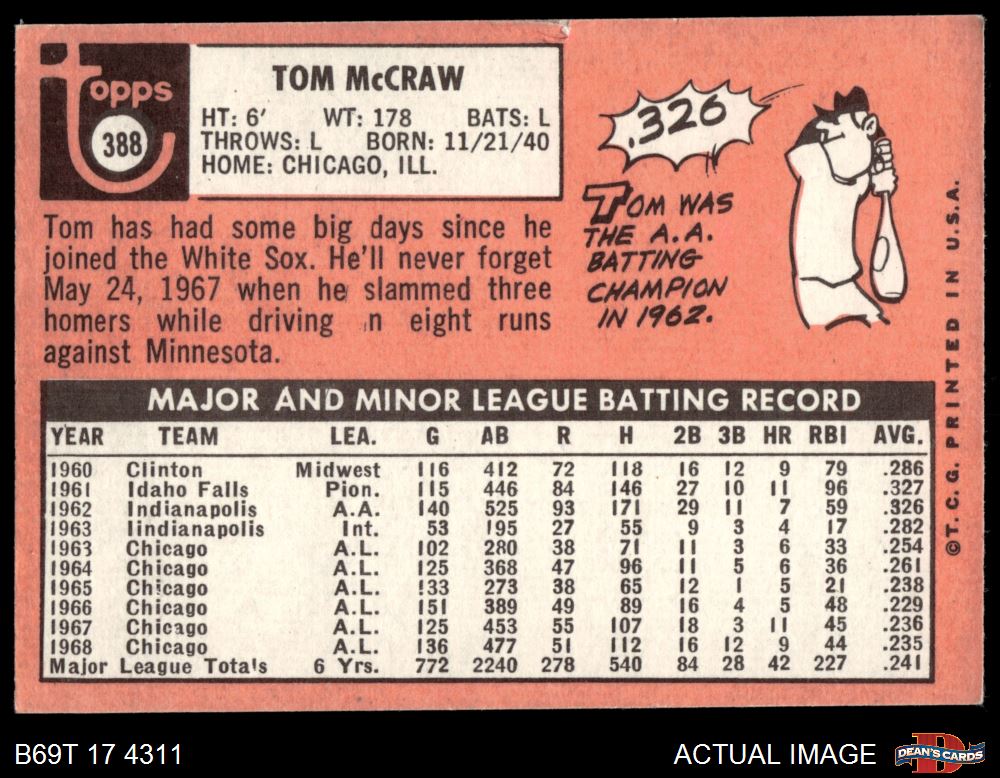 Topps
388
TOM McCRAW
HT: 6' WT: 178 BATS: L
THROWS: L BORN: 11/21/40
HOME: CHICAGO, ILL.
Tom has had some big days since he
joined the White Sox. He'll never forget
May 24, 1967 when he slammed three
homers while driving in eight runs
against Minnesota.
.326
TOM WAS
THE A.A.
BATTING
CHAMPION
IN 1962.
MAJOR AND MINOR LEAGUE BATTING RECORD
YEAR TEAM LEA. G AB R H 2B 3B HR RBI AVG.
1960 Clinton Midwest 116 412 72 118 16 12 9 79 .286
1961 Idaho Falls Pion. 115 446 84 146 27 10 11 96 .327
1962 Indianapolis A.A. 140 525 93 171 29 11 7 59 .326
1963 Iindianapolis Int. 53 195 27 55 9 3 4 17 .282
1963 Chicago A.L. 102 280 38 71 11 3 6 33 .254
1964 Chicago A.L. 125 368 47 96 11 5 6 36 .261
1965 Chicago A.L. 133 273 38 65 12 1 5 21 .238
1966 Chicago A.L. 151 389 49 89 16 4 5 48 .229
1967 Chicago A.L. 125 453 55 107 18 3 11 45 .236
1968 Chicago A.L. 136 477 51 112 16 12 9 44 .235
Major League Totals 6 Yrs. 772 2240 278 540 84 28 42 227 .241
©T.C.G. PRINTED IN U.S.A.
B69T 17 4311
ACTUAL IMAGE
DEAN'S CARDS